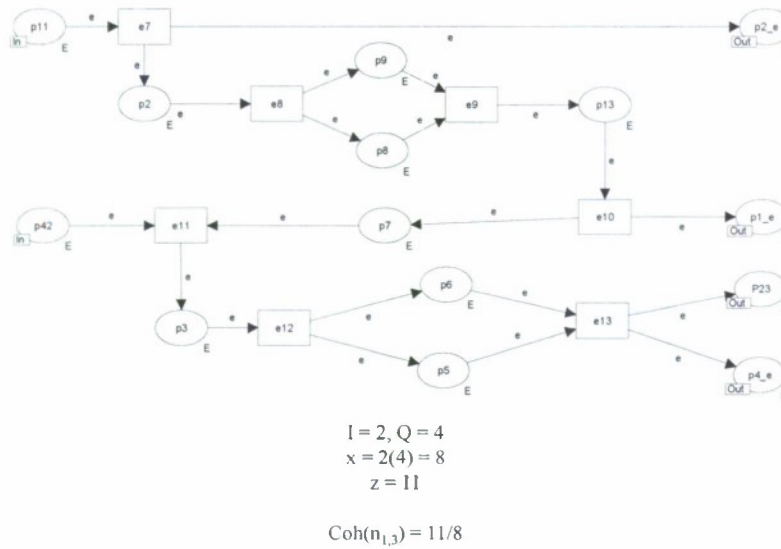 p11 e e7 e p2_e
In E Out
e
p2 e e8 e p9 e e9 e p13
E E E
e p8 e
E
e
p42 e e11 e p7 e e10 e p1_e
In E E Out
e
p3 e e12 e p6 e e13 e P23
E E Out
e p5 e e p4_e
E Out
I = 2, Q = 4
x = 2(4) = 8
z = 11
Coh(n1,3) = 11/8